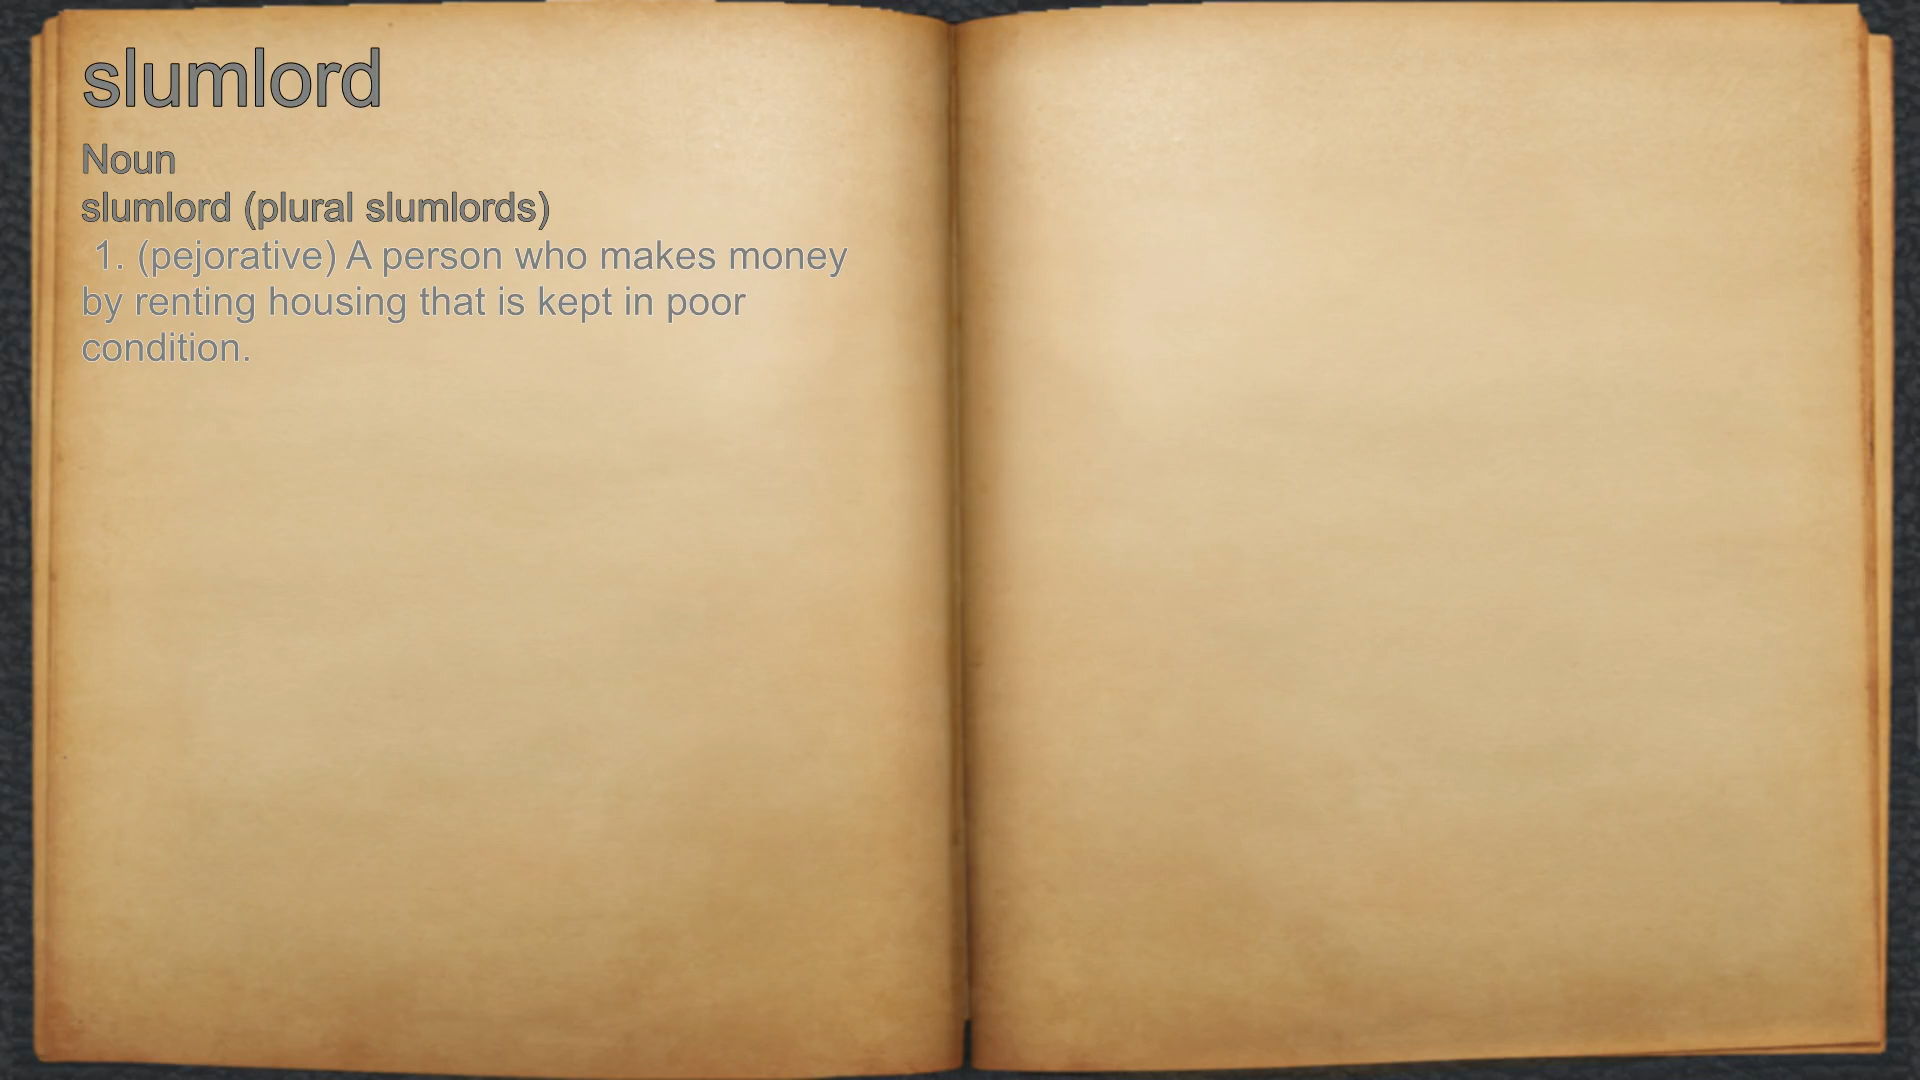 slumlord
Noun
slumlord (plural slumlords)
1. (pejorative) A person who makes money
by renting housing that is kept in poor
condition.